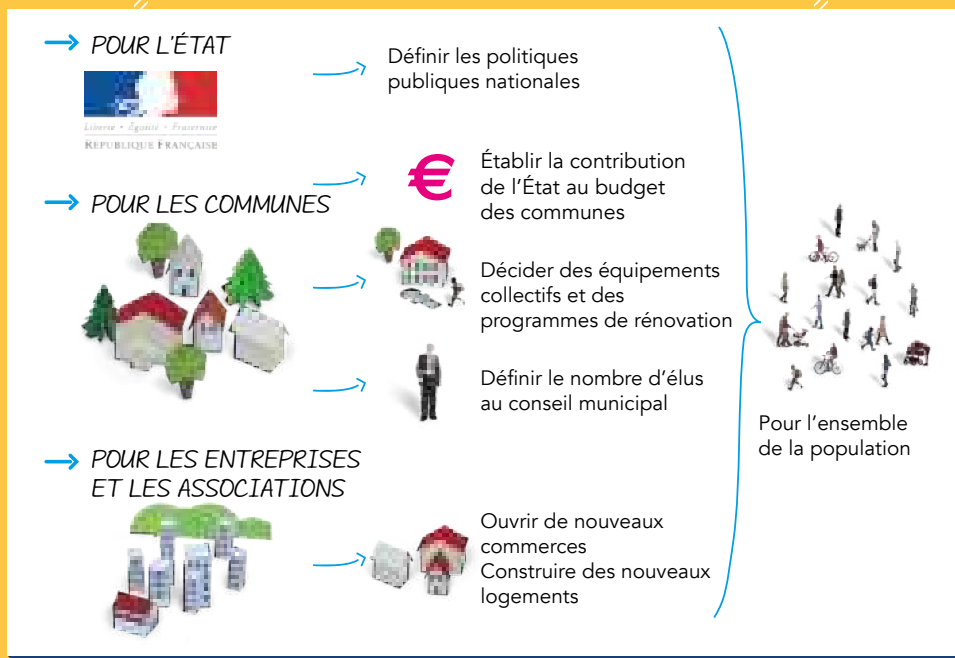 POUR L'ÉTAT
Définir les politiques
publiques nationales
Liberté • Égalité • Fraternité
RÉPUBLIQUE FRANÇAISE
Établir la contribution
de l'État au budget
des communes
POUR LES COMMUNES
Décider des équipements
collectifs et des
programmes de rénovation
Définir le nombre d'élus
au conseil municipal
Pour l'ensemble
de la population
POUR LES ENTREPRISES
ET LES ASSOCIATIONS
Ouvrir de nouveaux
commerces
Construire des nouveaux
logements